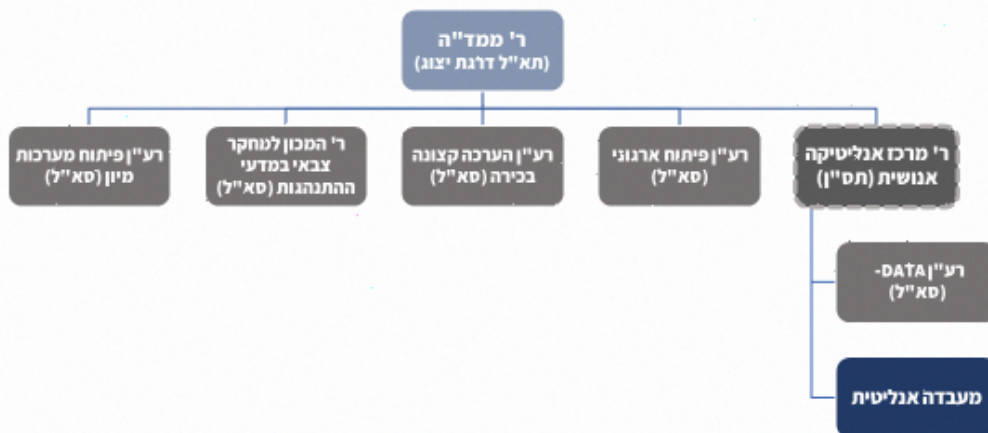 ר' ממד"ה
(תא"ל דרגת יצוג)
ר' מרכז אנליטיקה
אנושית (תס"ן)
רע"ן פיתוח ארגוני
(סא"ל)
רע"ן הערכה קצונה
בכירה (סא"ל)
ר' המכון למחקר
צבאי במדעי
ההתנהגות (סא"ל)
רע"ן פיתוח מערכות
מיון (סא"ל)
רע"ן DATA-
(סא"ל)
מעבדה אנליטית